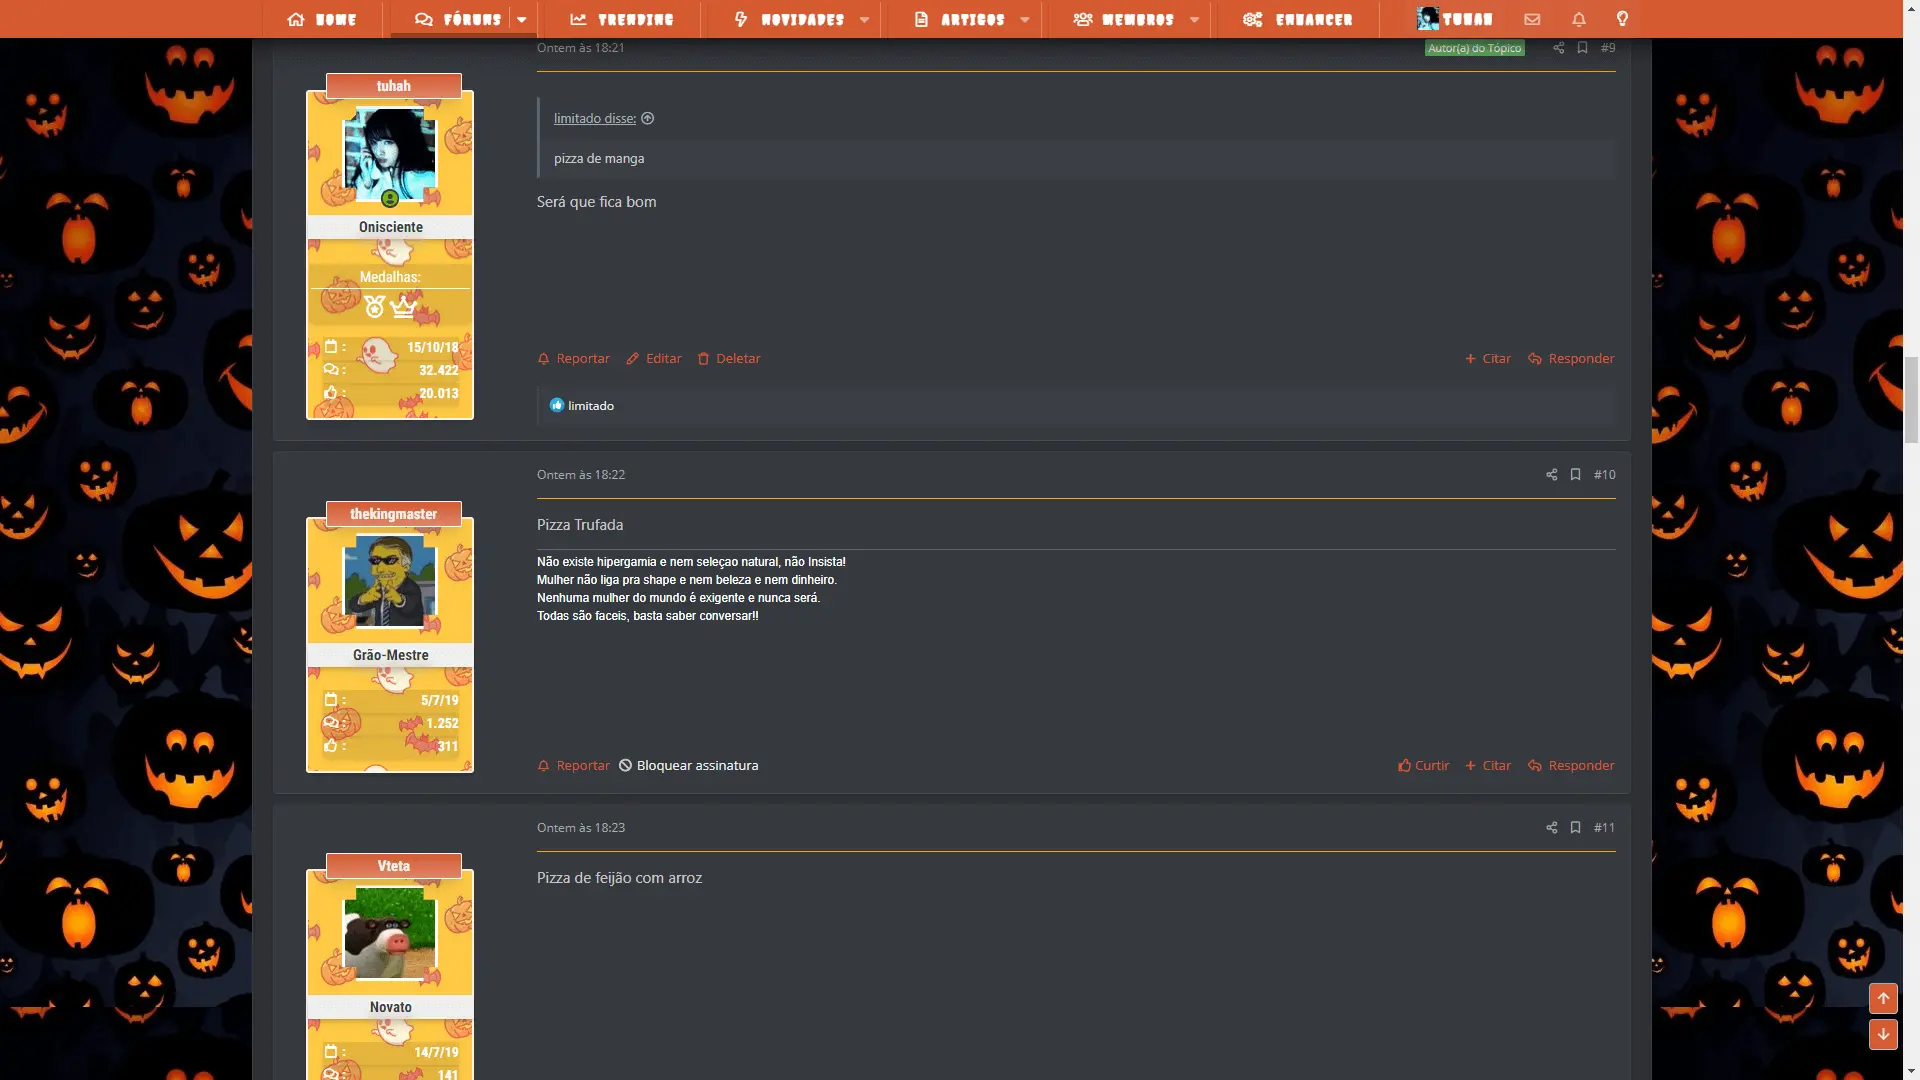 HOME FÓRUNS TRENDING NOVIDADES ARTIGOS MEMBROS ENHANCER TUHAH
Ontem às 18:21 Autor(a) do Tópico #9
tuhah
limitado disse:
pizza de manga
Será que fica bom
Onisciente
Medalhas:
: 15/10/18
: 32.422
: 20.013
Reportar Editar Deletar + Citar Responder
limitado
Ontem às 18:22 #10
thekingmaster
Pizza Trufada
Não existe hipergamia e nem seleçao natural, não Insista!
Mulher não liga pra shape e nem beleza e nem dinheiro.
Nenhuma mulher do mundo é exigente e nunca será.
Todas são faceis, basta saber conversar!!
Grão-Mestre
: 5/7/19
: 1.252
: 311
Reportar Bloquear assinatura Curtir + Citar Responder
Ontem às 18:23 #11
Vteta
Pizza de feijão com arroz
Novato
: 14/7/19
: 141